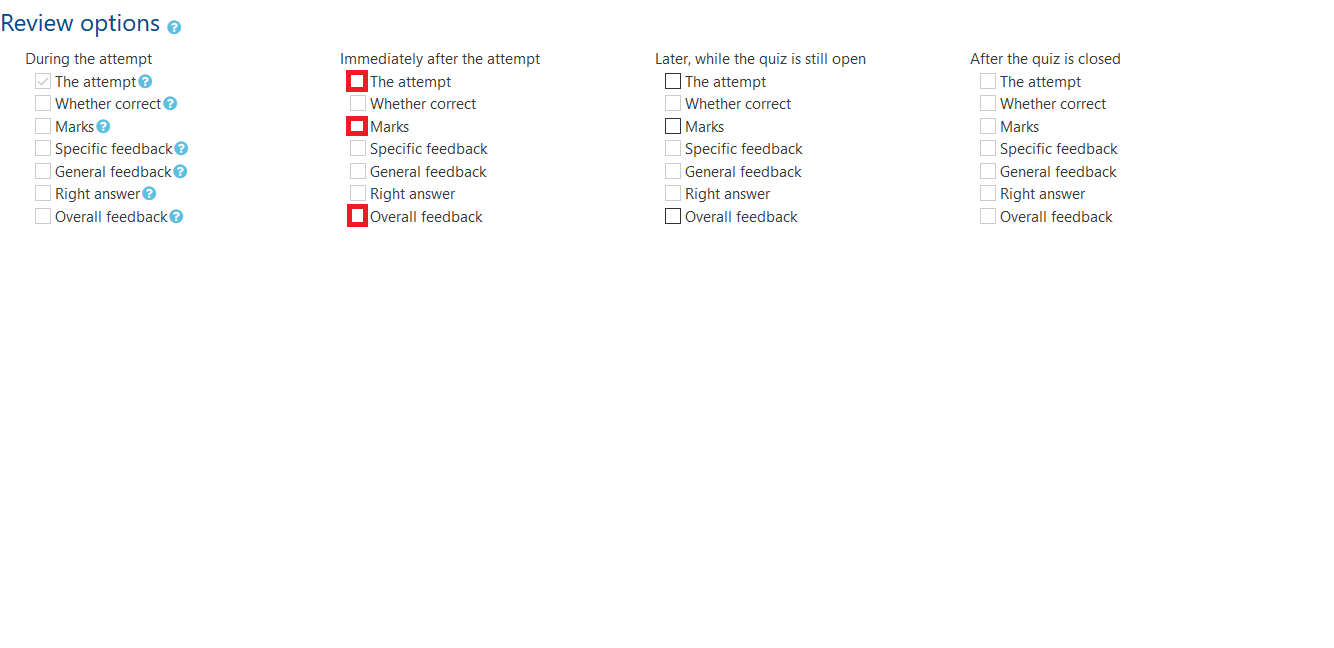 Review options
During the attempt
The attempt
Whether correct
Marks
Specific feedback
General feedback
Right answer
Overall feedback
Immediately after the attempt
The attempt
Whether correct
Marks
Specific feedback
General feedback
Right answer
Overall feedback
Later, while the quiz is still open
The attempt
Whether correct
Marks
Specific feedback
General feedback
Right answer
Overall feedback
After the quiz is closed
The attempt
Whether correct
Marks
Specific feedback
General feedback
Right answer
Overall feedback